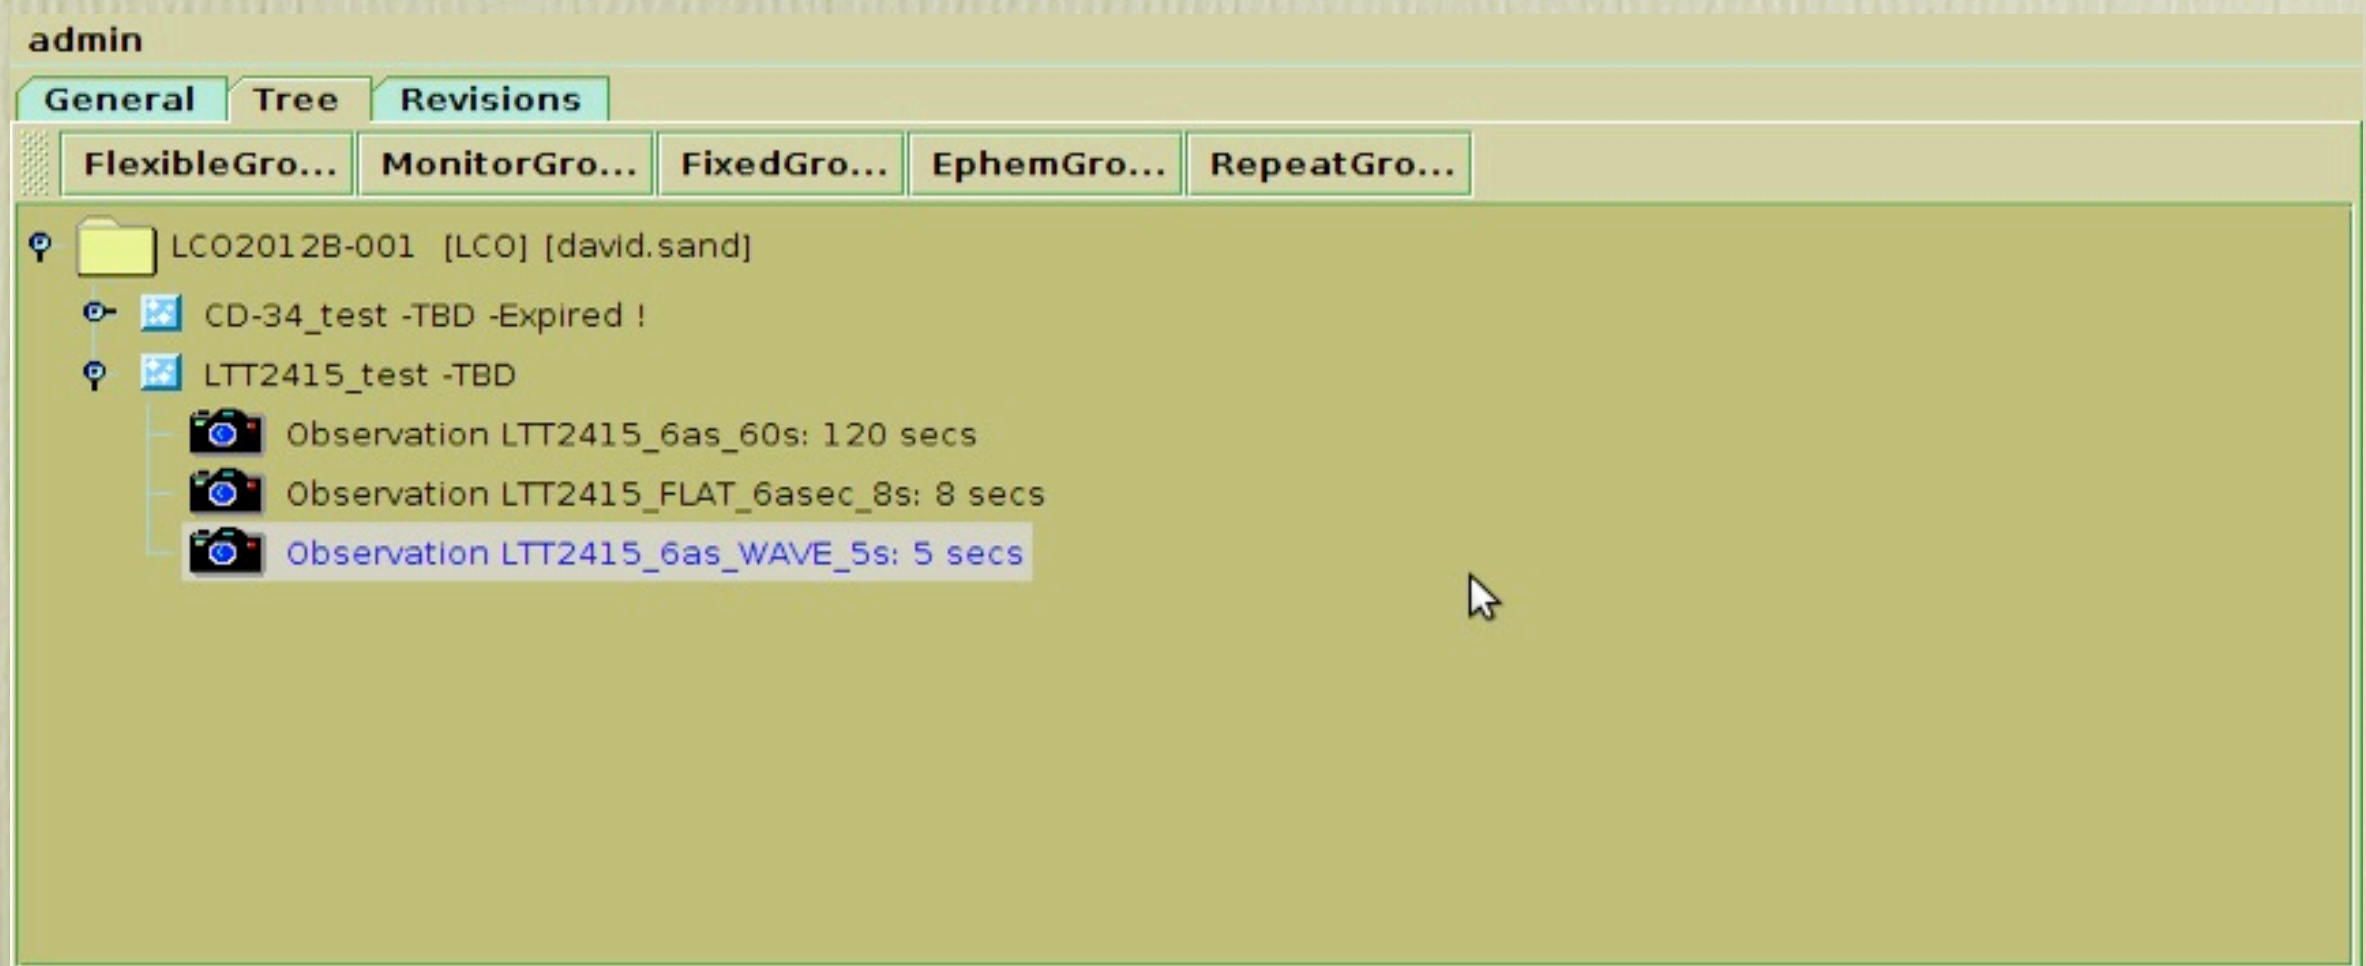 admin
General Tree Revisions
FlexibleGro... MonitorGro... FixedGro... EphemGro... RepeatGro...
LCO2012B-001 [LCO] [david.sand]
CD-34_test -TBD -Expired !
LTT2415_test -TBD
Observation LTT2415_6as_60s: 120 secs
Observation LTT2415_FLAT_6asec_8s: 8 secs
Observation LTT2415_6as_WAVE_5s: 5 secs